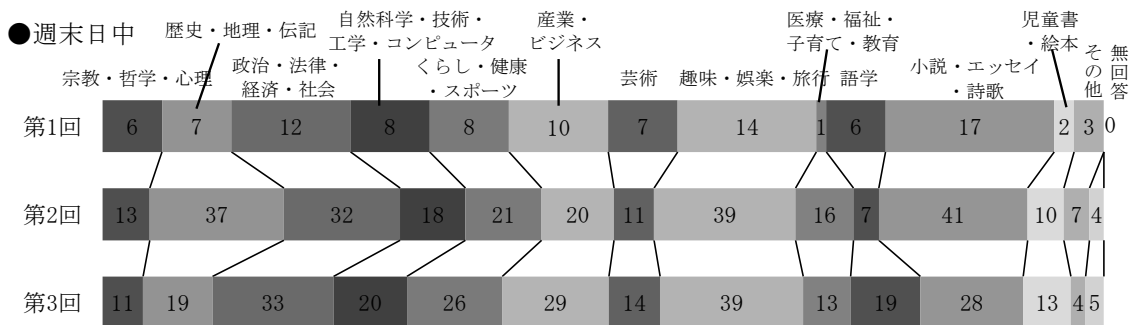 ●週末日中
宗教・哲学・心理
歴史・地理・伝記
政治・法律・
経済・社会
自然科学・技術・
工学・コンピュータ
くらし・健康
・スポーツ
産業・
ビジネス
芸術
趣味・娯楽・旅行
医療・福祉・
子育て・教育
語学
小説・エッセイ
・詩歌
児童書
・絵本
その他
無回答
第1回 6 7 12 8 8 10 7 14 1 6 17 2 3 0
第2回 13 37 32 18 21 20 11 39 16 7 41 10 7 4
第3回 11 19 33 20 26 29 14 39 13 19 28 13 4 5